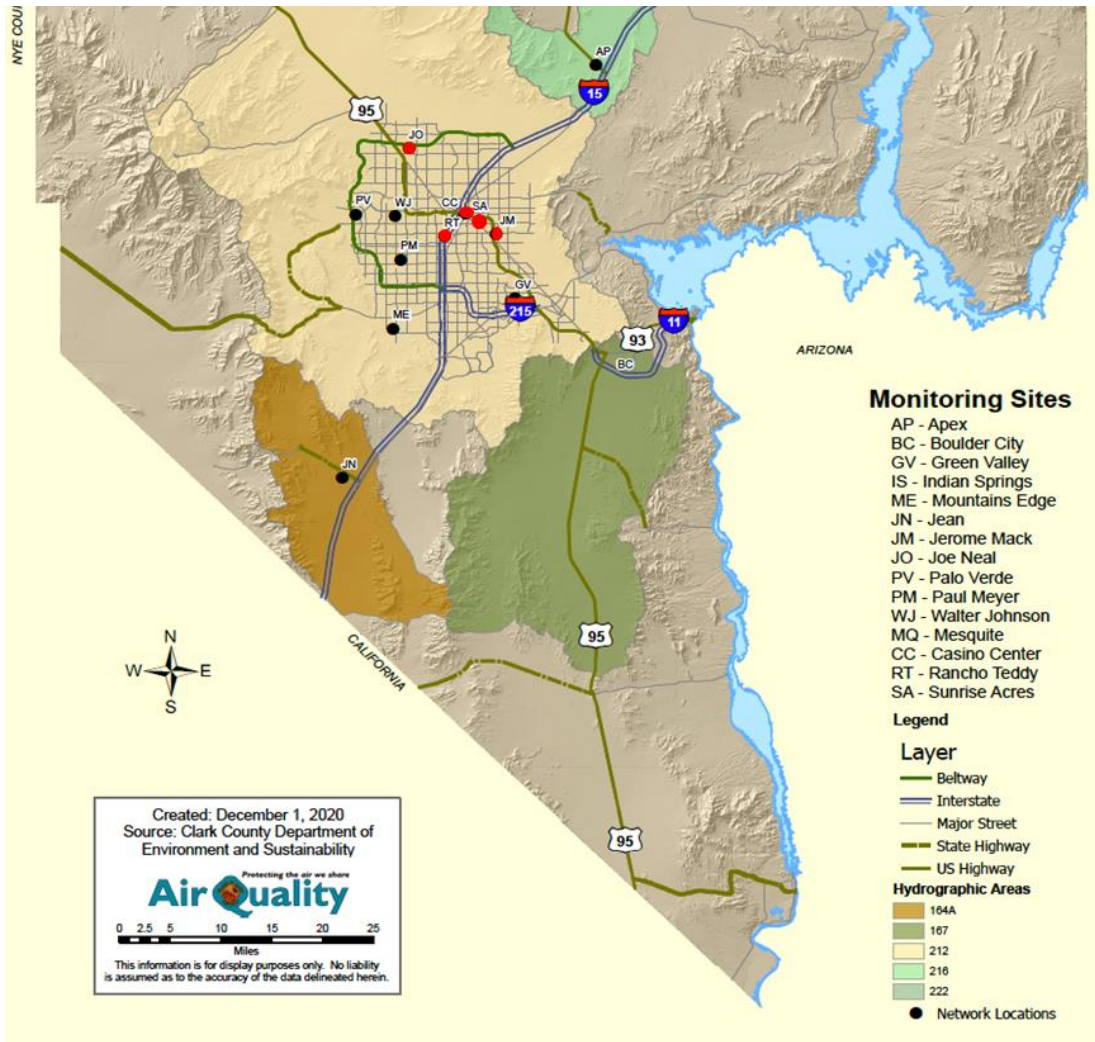 NYE COU
AP
15
95
JO
PV
WJ
CC
SA
RT
JM
PM
GV
215
ME
11
93
BC
ARIZONA
JN
95
CALIFORNIA
N
W
E
S
95
Monitoring Sites
AP - Apex
BC - Boulder City
GV - Green Valley
IS - Indian Springs
ME - Mountains Edge
JN - Jean
JM - Jerome Mack
JO - Joe Neal
PV - Palo Verde
PM - Paul Meyer
WJ - Walter Johnson
MQ - Mesquite
CC - Casino Center
RT - Rancho Teddy
SA - Sunrise Acres
Legend
Layer
Beltway
Interstate
Major Street
State Highway
US Highway
Hydrographic Areas
164A
167
212
216
222
Network Locations
Created: December 1, 2020
Source: Clark County Department of
Environment and Sustainability
Protecting the air we share
Air Quality
0 2.5 5 10 15 20 25
Miles
This information is for display purposes only. No liability
is assumed as to the accuracy of the data delineated herein.